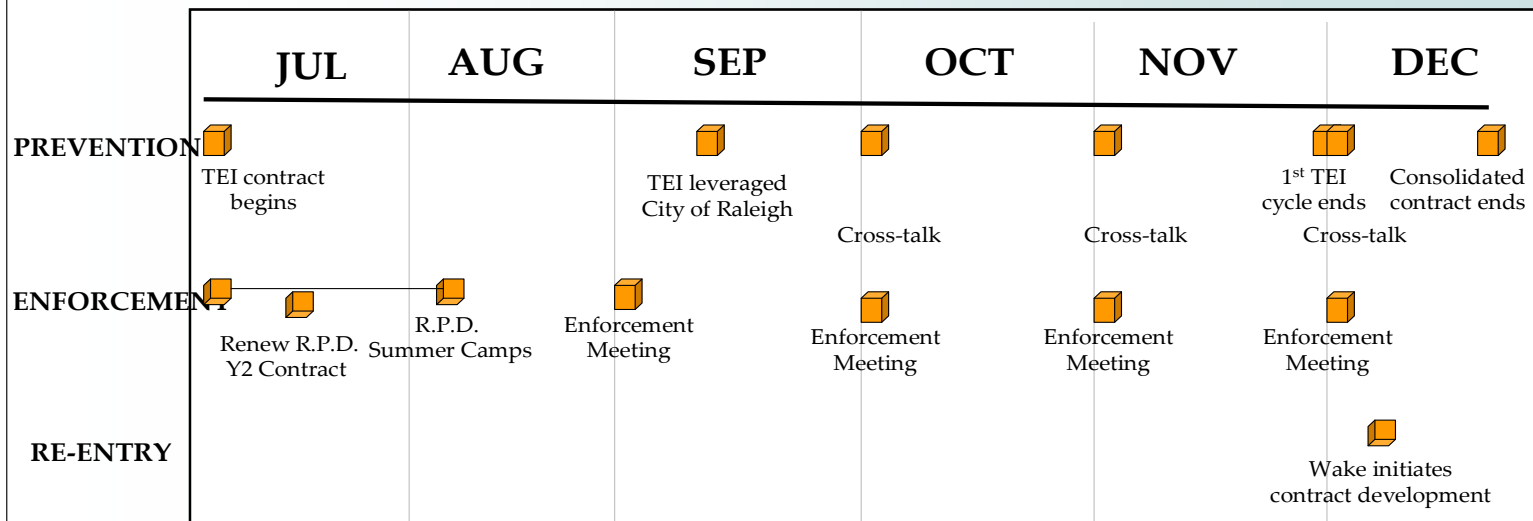 JUL AUG SEP OCT NOV DEC
PREVENTION
TEI contract
begins
TEI leveraged
City of Raleigh
1st TEI
cycle ends
Consolidated
contract ends
Cross-talk
Cross-talk
Cross-talk
ENFORCEMENT
Renew R.P.D.
Y2 Contract
R.P.D.
Summer Camps
Enforcement
Meeting
Enforcement
Meeting
Enforcement
Meeting
Enforcement
Meeting
RE-ENTRY
Wake initiates
contract development